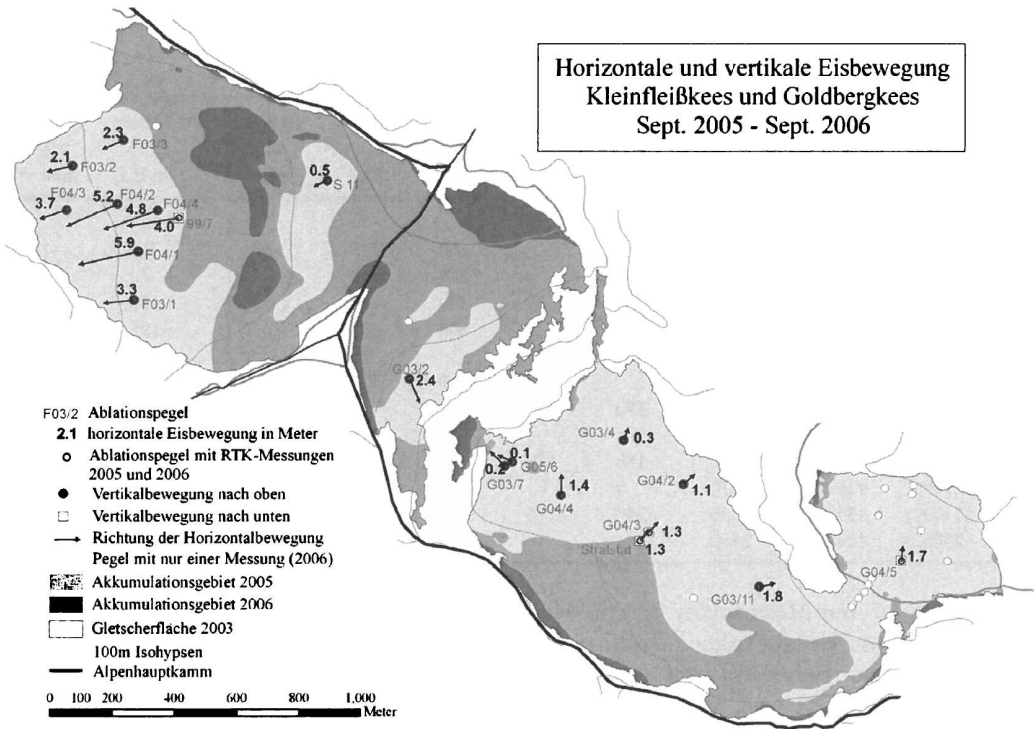 Horizontale und vertikale Eisbewegung
Kleinfleißkees und Goldbergkees
Sept. 2005 - Sept. 2006
2.3
F03/3
2.1
F03/2
0.5
S 11
F04/3
3.7
5.2
F04/2
4.8
F04/4
4.0
99/7
5.9
F04/1
3.3
F03/1
G03/2
2.4
G03/4
0.3
0.1
G05/6
0.2
G03/7
1.4
G04/4
G04/2
1.1
G04/3
1.3
Stralstat
1.3
G04/5
1.7
G03/11
1.8
F03/2 Ablationspegel
2.1 horizontale Eisbewegung in Meter
Ablationspegel mit RTK-Messungen
2005 und 2006
Vertikalbewegung nach oben
Vertikalbewegung nach unten
Richtung der Horizontalbewegung
Pegel mit nur einer Messung (2006)
Akkumulationsgebiet 2005
Akkumulationsgebiet 2006
Gletscherfläche 2003
100m Isohypsen
Alpenhauptkamm
0 100 200 400 600 800 1,000
Meter